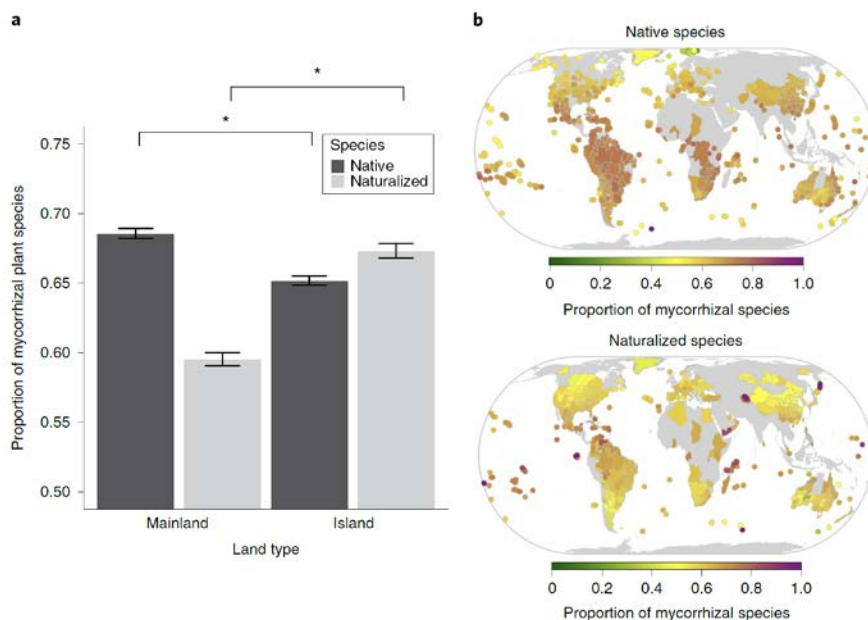 a
*
*
Species
Native
Naturalized
0.75
0.70
0.65
0.60
0.55
0.50
Proportion of mycorrhizal plant species
Mainland
Island
Land type
b
Native species
0 0.2 0.4 0.6 0.8 1.0
Proportion of mycorrhizal species
Naturalized species
0 0.2 0.4 0.6 0.8 1.0
Proportion of mycorrhizal species